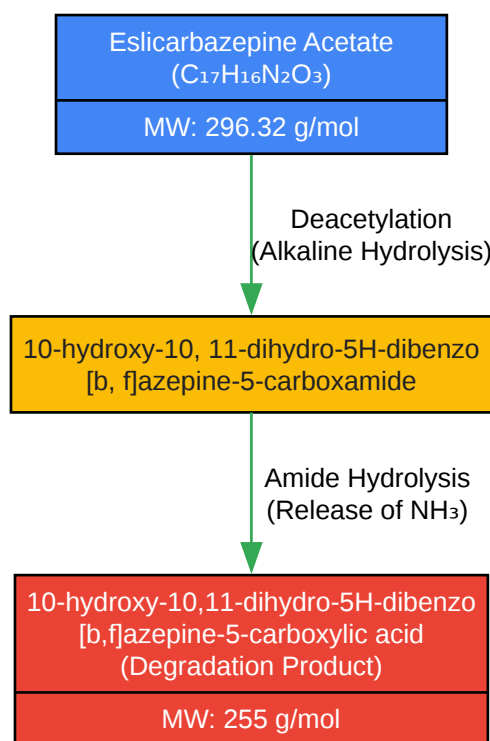 Eslicarbazepine Acetate
(C₁₇H₁₆N₂O₃)
MW: 296.32 g/mol
Deacetylation
(Alkaline Hydrolysis)
10-hydroxy-10, 11-dihydro-5H-dibenzo
[b, f]azepine-5-carboxamide
Amide Hydrolysis
(Release of NH₃)
10-hydroxy-10,11-dihydro-5H-dibenzo
[b,f]azepine-5-carboxylic acid
(Degradation Product)
MW: 255 g/mol